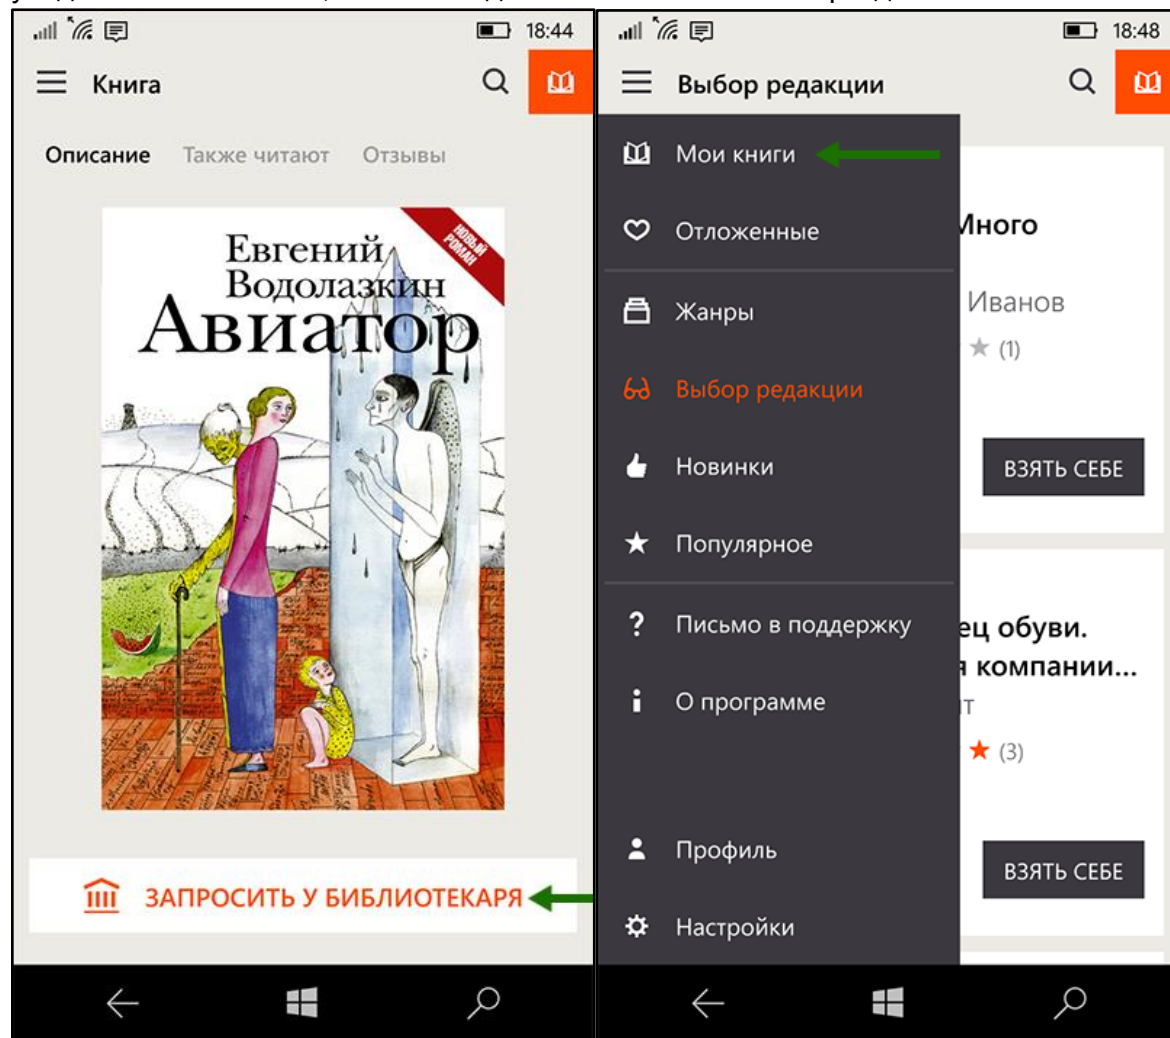 18:44
Книга
Описание Также читают Отзывы
НОВЫЙ
РОМАН
Евгений
Водолазкин
Авиатор
ЗАПРОСИТЬ У БИБЛИОТЕКАРЯ
18:48
Выбор редакции
Мои книги
Отложенные
Жанры
Выбор редакции
Новинки
Популярное
Письмо в поддержку
О программе
Профиль
Настройки
Много
Иванов
(1)
ВЗЯТЬ СЕБЕ
обуви.
компании...
(3)
ВЗЯТЬ СЕБЕ